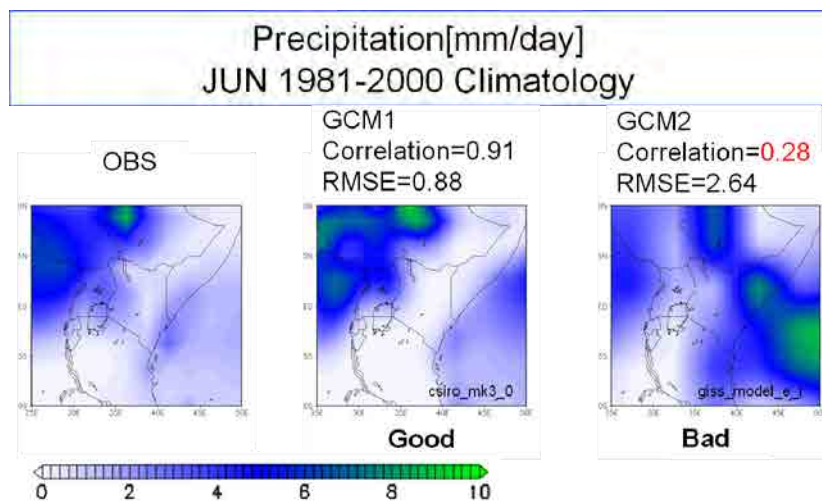 Precipitation[mm/day]
JUN 1981-2000 Climatology
OBS
GCM1
Correlation=0.91
RMSE=0.88
GCM2
Correlation=0.28
RMSE=2.64
csiro_mk3_0
Good
Bad
0 2 4 6 8 10